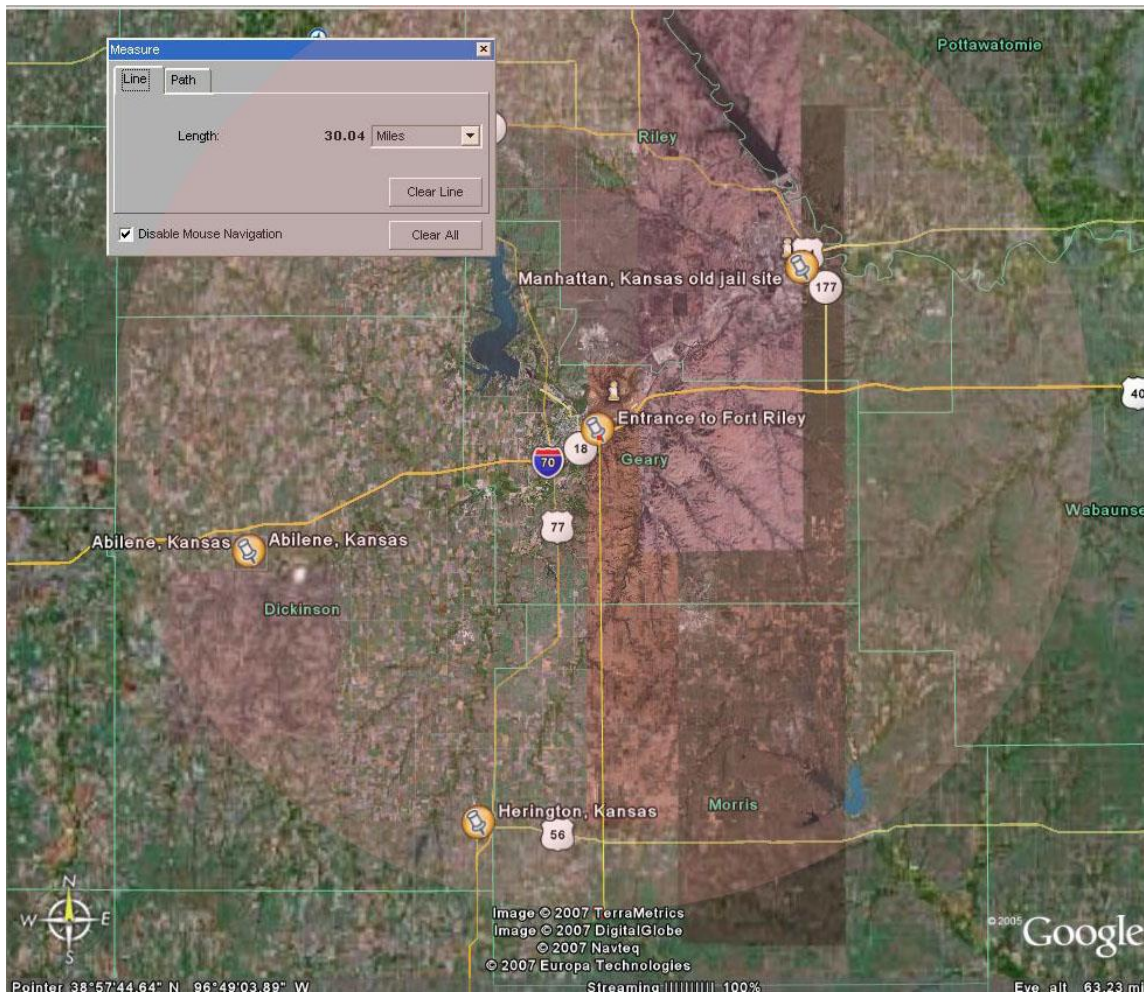 Measure
Line Path
Length: 30.04 Miles
Clear Line
Disable Mouse Navigation Clear All
Pottawatomie
Riley
Manhattan, Kansas old jail site
177
40
Entrance to Fort Riley
18
70
Geary
77
Wabaunse
Abilene, Kansas Abilene, Kansas
Dickinson
Herington, Kansas
Morris
56
N
W E
S
Image © 2007 TerraMetrics
Image © 2007 DigitalGlobe
© 2007 Navteq
© 2007 Europa Technologies
© 2005 Google
Pointer 38°57'44.64" N 96°49'03.89" W Streaming |||||||||| 100% Eye alt 63.23 mi